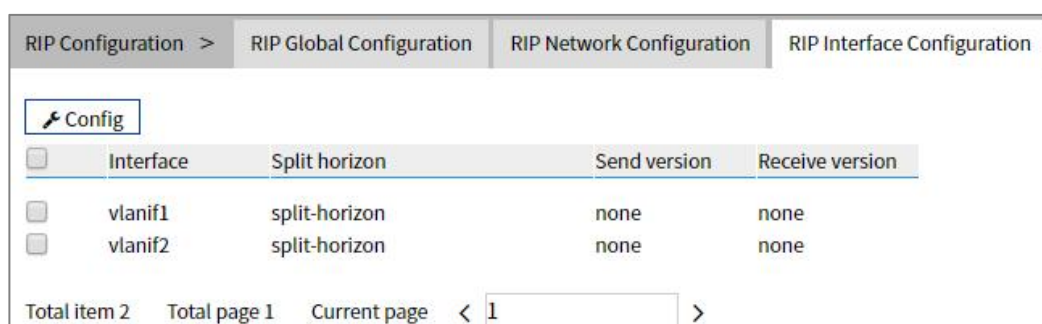 RIP Configuration > RIP Global Configuration RIP Network Configuration RIP Interface Configuration
Config
Interface Split horizon Send version Receive version
vlanif1 split-horizon none none
vlanif2 split-horizon none none
Total item 2 Total page 1 Current page < 1 >